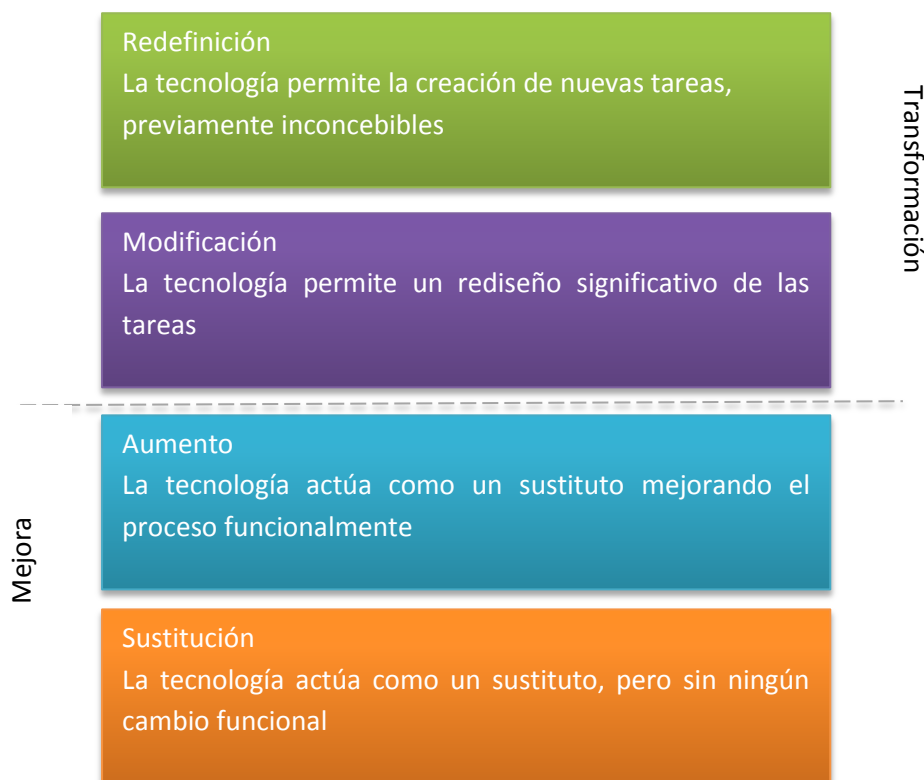 Redefinición
La tecnología permite la creación de nuevas tareas,
previamente inconcebibles
Transformación
Modificación
La tecnología permite un rediseño significativo de las
tareas
Aumento
La tecnología actúa como un sustituto mejorando el
proceso funcionalmente
Mejora
Sustitución
La tecnología actúa como un sustituto, pero sin ningún
cambio funcional